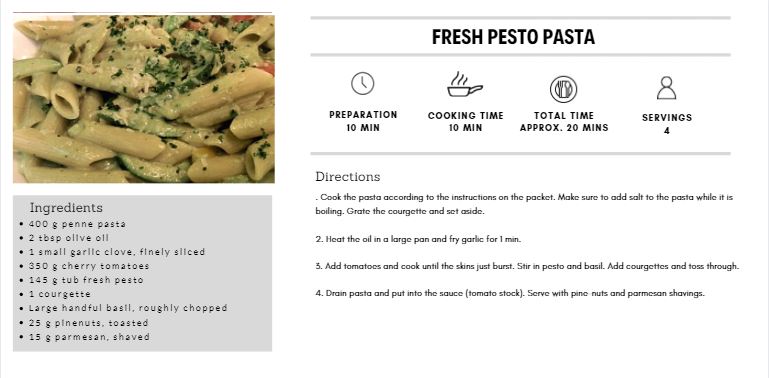 FRESH PESTO PASTA
PREPARATION
10 MIN
COOKING TIME
10 MIN
TOTAL TIME
APPROX. 20 MINS
SERVINGS
4
Ingredients
400 g penne pasta
2 tbsp olive oil
1 small garlic clove, finely sliced
350 g cherry tomatoes
145 g tub fresh pesto
1 courgette
Large handful basil, roughly chopped
25 g pinenuts, toasted
15 g parmesan, shaved
Directions
. Cook the pasta according to the instructions on the packet. Make sure to add salt to the pasta while it is
boiling. Grate the courgette and set aside.
2. Heat the oil in a large pan and fry garlic for 1 min.
3. Add tomatoes and cook until the skins just burst. Stir in pesto and basil. Add courgettes and toss through.
4. Drain pasta and put into the sauce (tomato stock). Serve with pine-nuts and parmesan shavings.